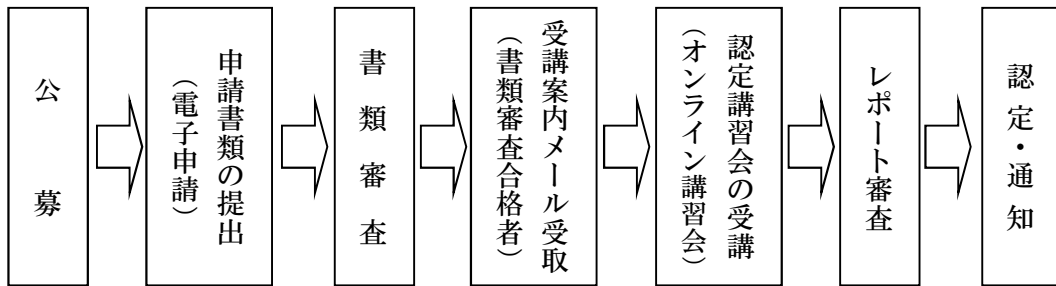 公募
申請書類の提出
（電子申請）
書類審査
受講案内メール受取
（書類審査合格者）
認定講習会の受講
（オンライン講習会）
レポート審査
認定・通知